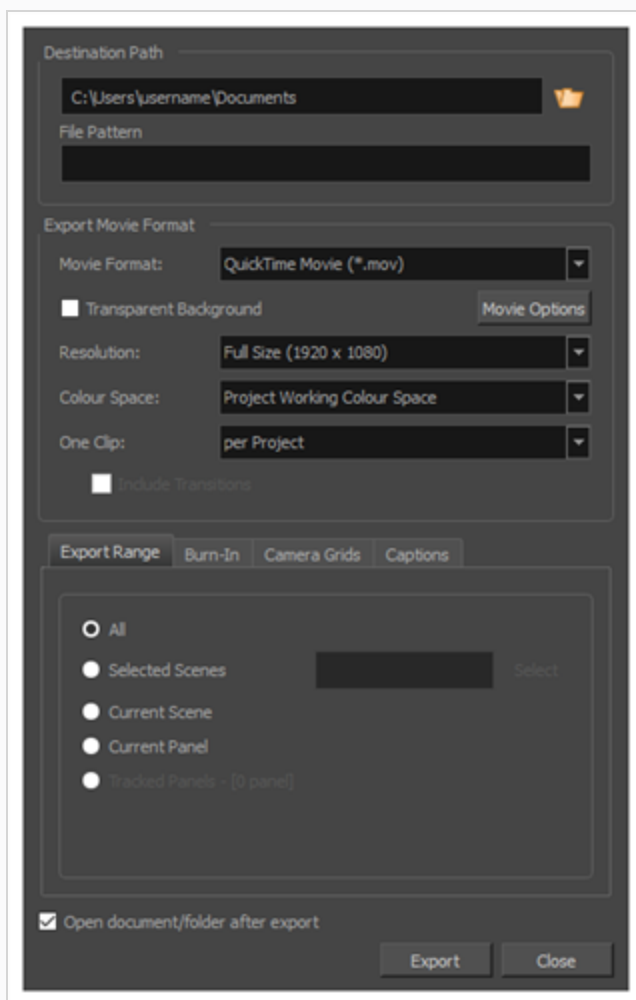 Destination Path
C:\Users\username\Documents
File Pattern
Export Movie Format
Movie Format: QuickTime Movie (*.mov)
Transparent Background Movie Options
Resolution: Full Size (1920 x 1080)
Colour Space: Project Working Colour Space
One Clip: per Project
Include Transitions
Export Range Burn-In Camera Grids Captions
All
Selected Scenes Select
Current Scene
Current Panel
Tracked Panels - [0 panel]
Open document/folder after export
Export Close